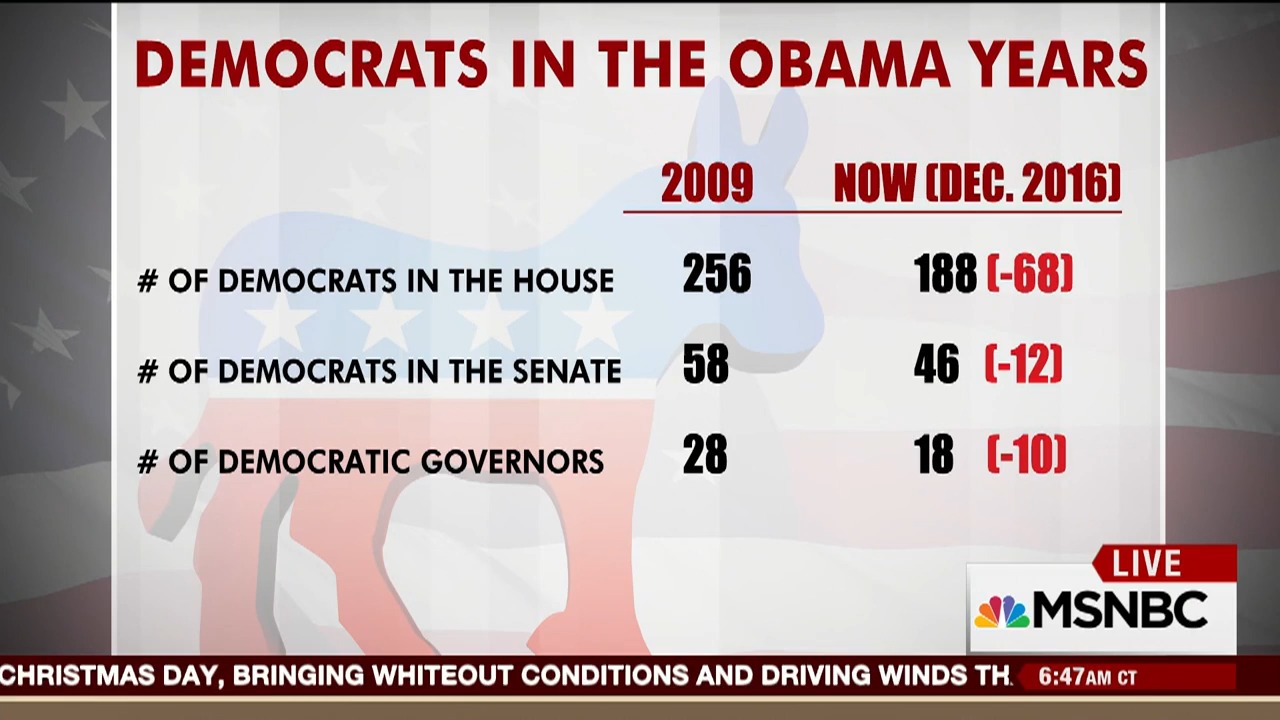 DEMOCRATS IN THE OBAMA YEARS
2009 NOW (DEC. 2016)
# OF DEMOCRATS IN THE HOUSE 256 188 (-68)
# OF DEMOCRATS IN THE SENATE 58 46 (-12)
# OF DEMOCRATIC GOVERNORS 28 18 (-10)
LIVE
MSNBC
CHRISTMAS DAY, BRINGING WHITEOUT CONDITIONS AND DRIVING WINDS TH
6:47AM CT